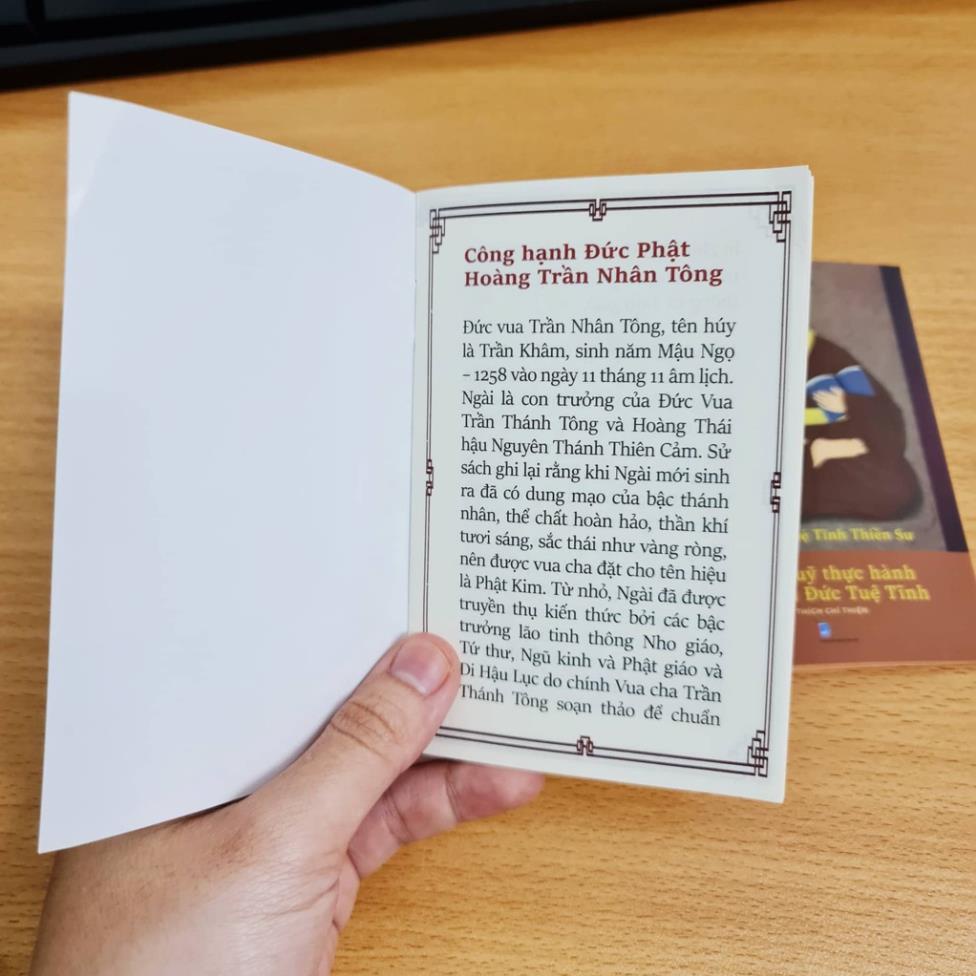 Công hạnh Đức Phật
Hoàng Trần Nhân Tông
Đức vua Trần Nhân Tông, tên húy
là Trần Khâm, sinh năm Mậu Ngọ
– 1258 vào ngày 11 tháng 11 âm lịch.
Ngài là con trưởng của Đức Vua
Trần Thánh Tông và Hoàng Thái
hậu Nguyên Thánh Thiên Cảm. Sử
sách ghi lại rằng khi Ngài mới sinh
ra đã có dung mạo của bậc thánh
nhân, thể chất hoàn hảo, thần khí
tươi sáng, sắc thái như vàng ròng,
nên được vua cha đặt cho tên hiệu
là Phật Kim. Từ nhỏ, Ngài đã được
truyền thụ kiến thức bởi các bậc
trưởng lão tinh thông Nho giáo,
Tứ thư, Ngũ kinh và Phật giáo và
Di Hậu Lục do chính Vua cha Trần
Thánh Tông soạn thảo để chuẩn
Tĩnh Thiền Sư
thực hành
Đức Tuệ Tĩnh
THÍCH CHỈ THIỆN